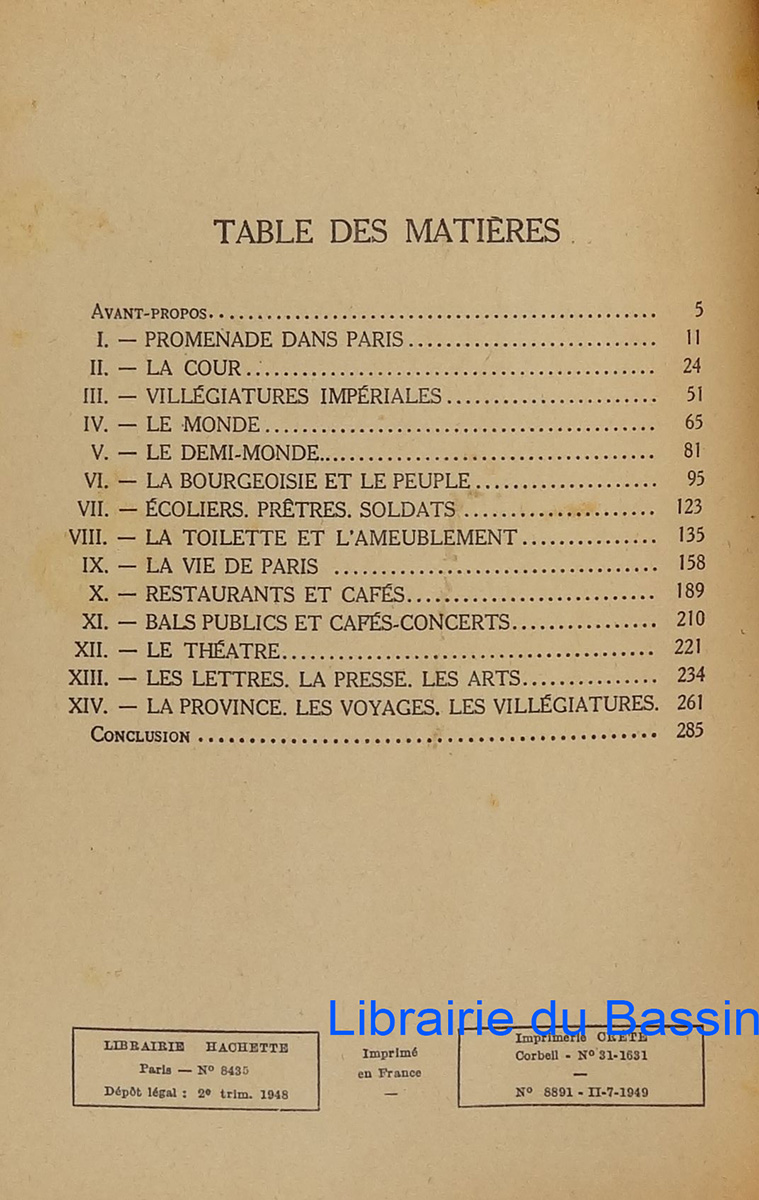 TABLE DES MATIÈRES
AVANT-PROPOS................................................ 5
I. — PROMENADE DANS PARIS.......................... 11
II. — LA COUR............................................ 24
III. — VILLÉGIATURES IMPÉRIALES...................... 51
IV. — LE MONDE.......................................... 65
V. — LE DEMI-MONDE.................................... 81
VI. — LA BOURGEOISIE ET LE PEUPLE................... 95
VII. — ÉCOLIERS. PRÊTRES. SOLDATS .................... 123
VIII. — LA TOILETTE ET L'AMEUBLEMENT.............. 135
IX. — LA VIE DE PARIS .................................. 158
X. — RESTAURANTS ET CAFÉS.......................... 189
XI. — BALS PUBLICS ET CAFÉS-CONCERTS............... 210
XII. — LE THÉATRE....................................... 221
XIII. — LES LETTRES. LA PRESSE. LES ARTS.............. 234
XIV. — LA PROVINCE. LES VOYAGES. LES VILLÉGIATURES. 261
CONCLUSION ................................................ 285
Librairie du Bassin
LIBRAIRIE HACHETTE
Paris — Nº 8435
Dépôt légal : 2e trim. 1948
Imprimé
en France
—
Imprimerie CRÉTÉ
Corbeil - Nº 31-1631
—
Nº 8891 - II-7-1949